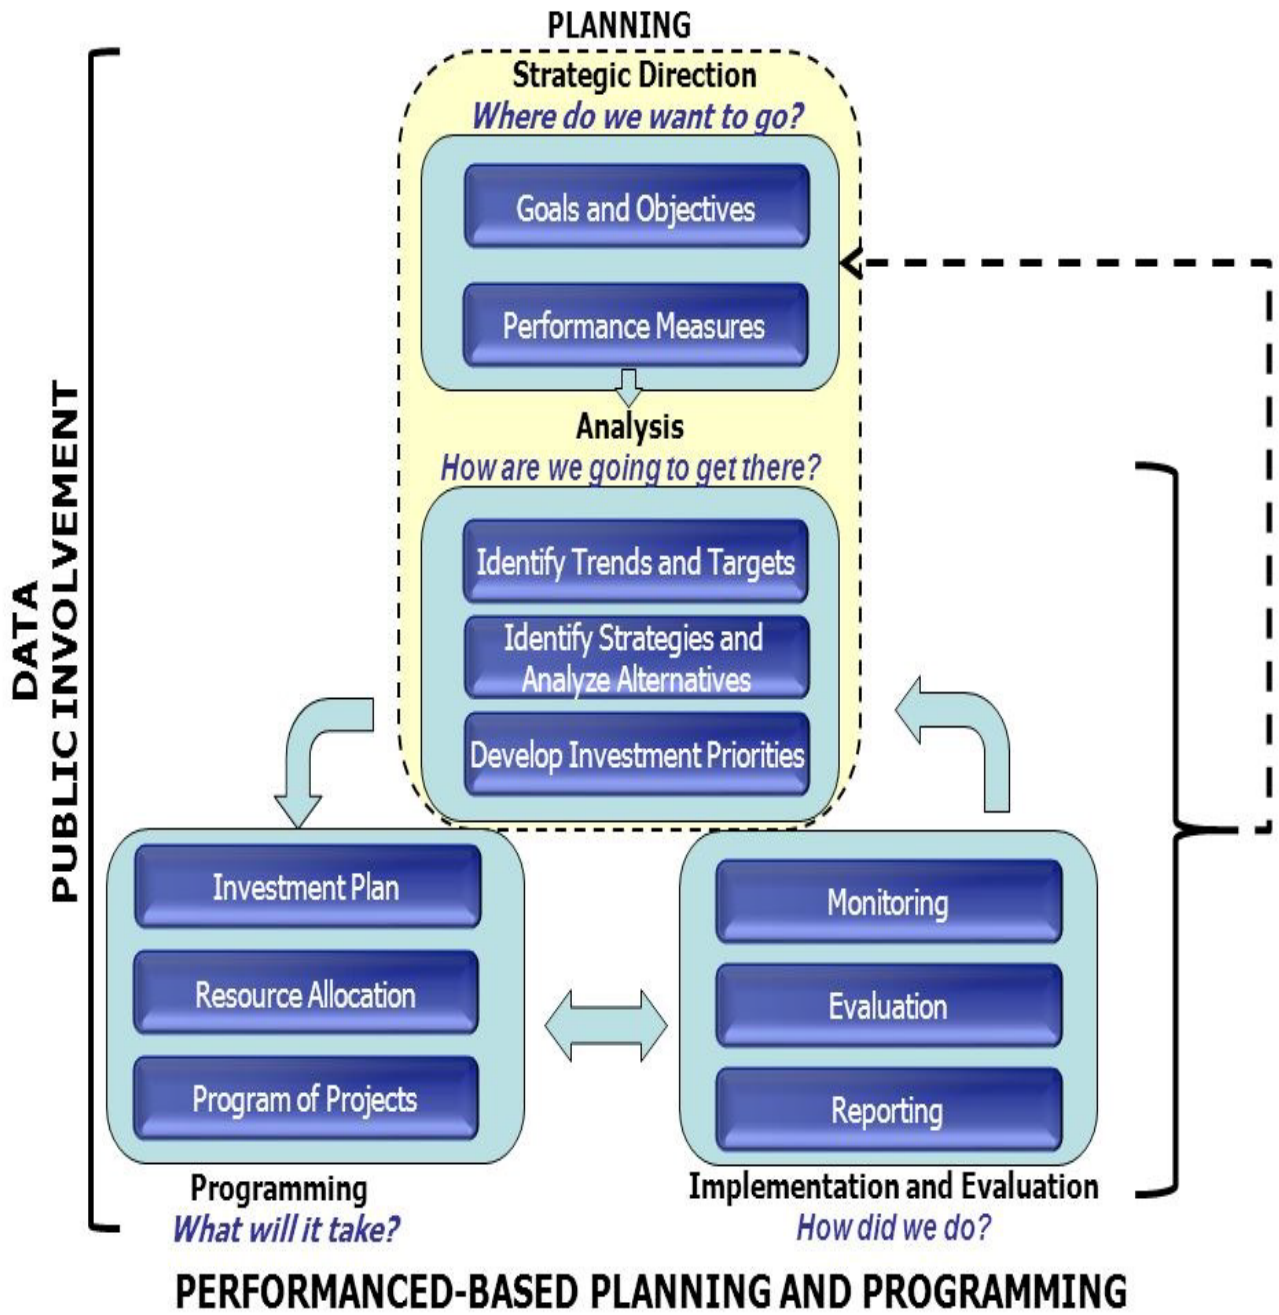 PLANNING
Strategic Direction
Where do we want to go?
Goals and Objectives
Performance Measures
Analysis
How are we going to get there?
Identify Trends and Targets
Identify Strategies and
Analyze Alternatives
Develop Investment Priorities
DATA
PUBLIC INVOLVEMENT
Investment Plan
Resource Allocation
Program of Projects
Programming
What will it take?
Monitoring
Evaluation
Reporting
Implementation and Evaluation
How did we do?
PERFORMANCED-BASED PLANNING AND PROGRAMMING